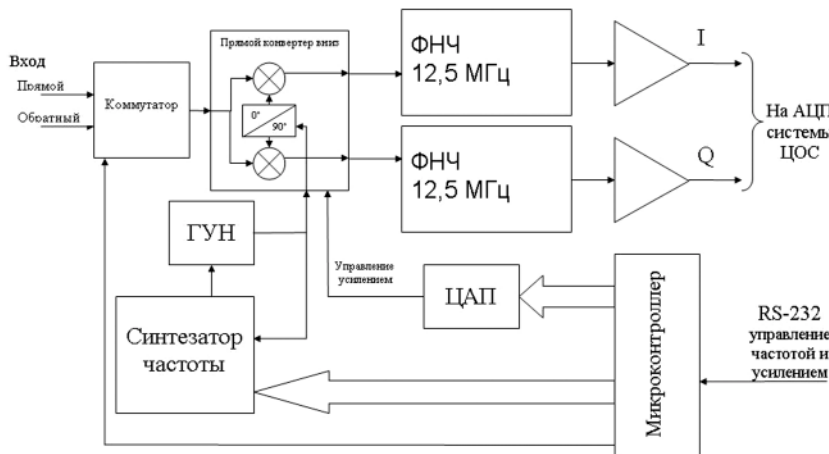 Вход
Прямой
Обратный
Коммутатор
Прямой конвертер вниз
0°
90°
ФНЧ
12,5 МГц
ФНЧ
12,5 МГц
I
Q
На АЦП
системы
ЦОС
ГУН
Синтезатор
частоты
Управление
усилением
ЦАП
Микроконтроллер
RS-232
управление
частотой и
усилением